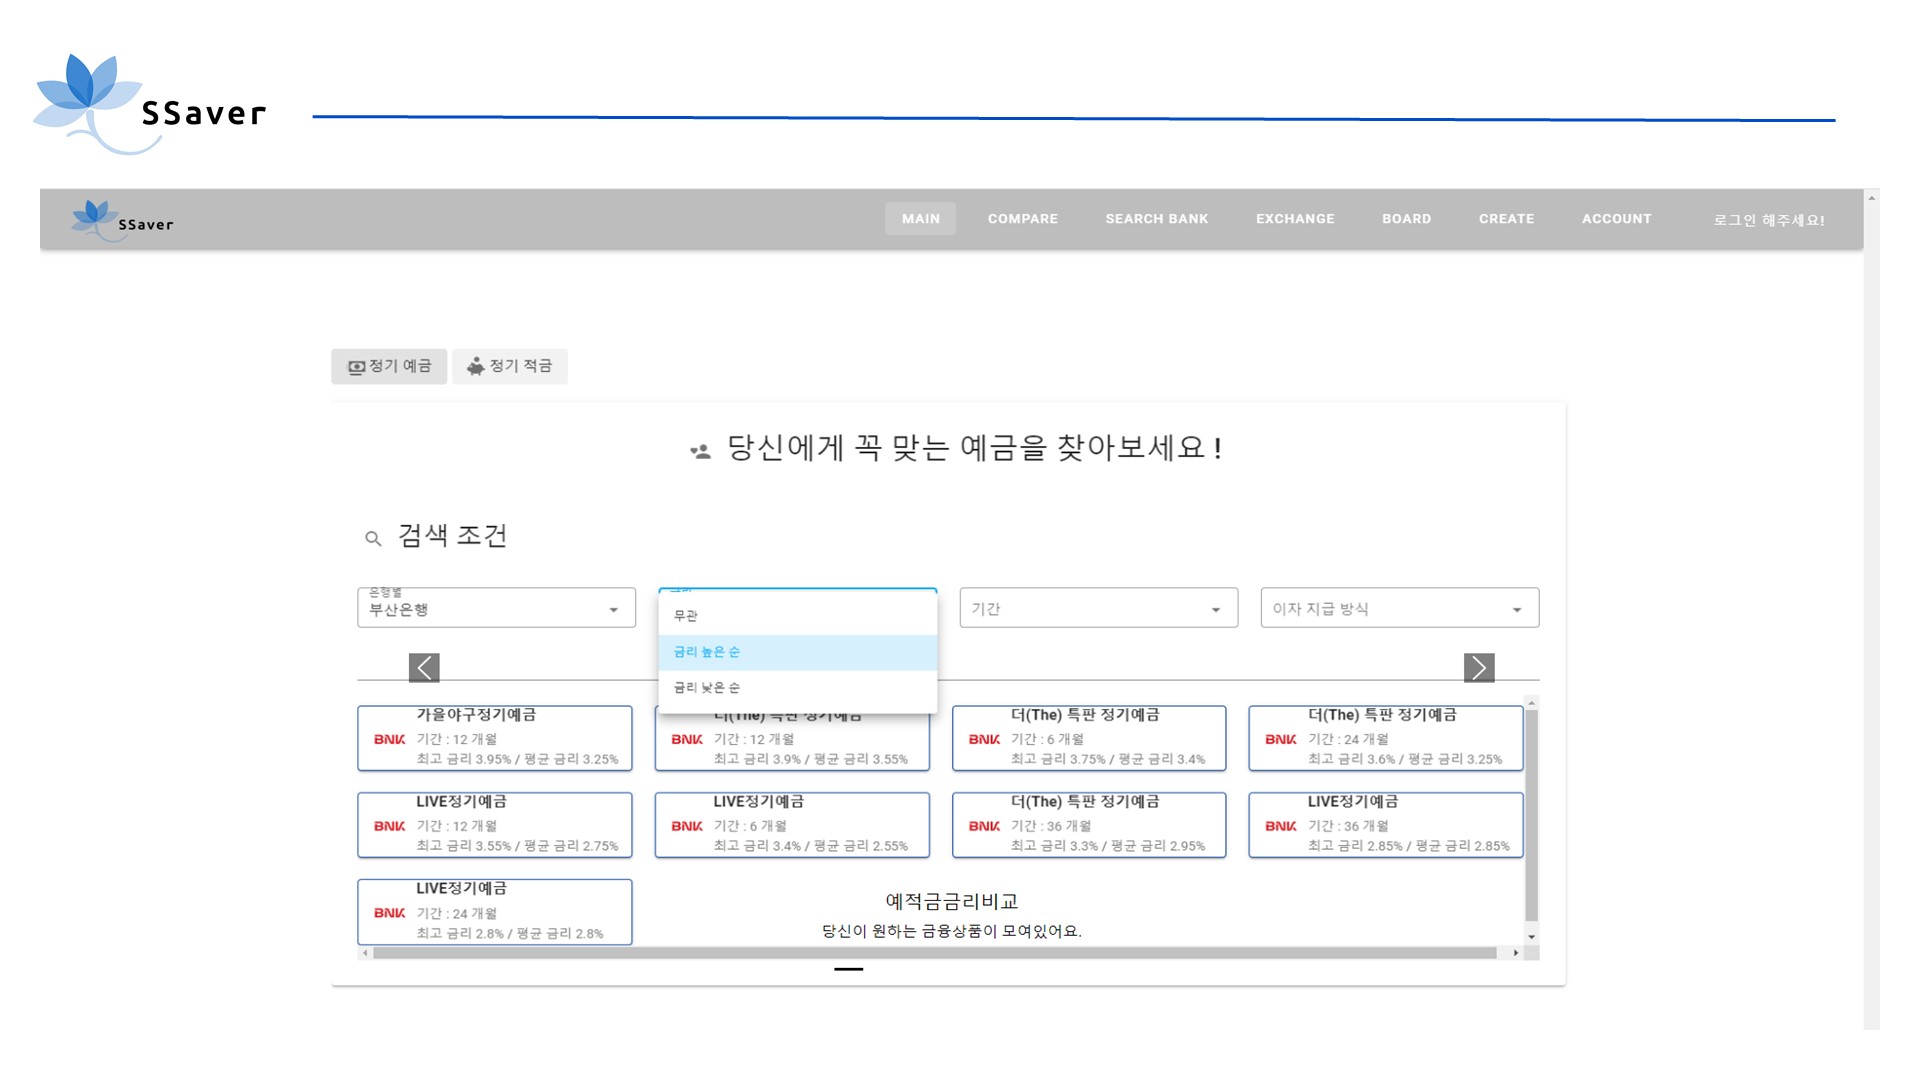 SSaver
SSaver
MAIN
COMPARE
SEARCH BANK
EXCHANGE
BOARD
CREATE
ACCOUNT
로그인 해주세요!
정기 예금
정기 적금
당신에게 꼭 맞는 예금을 찾아보세요 !
검색 조건
은행별
부산은행
무관
금리 높은 순
금리 낮은 순
기간
이자 지급 방식
가을야구정기예금
BNK
기간 : 12 개월
최고 금리 3.95% / 평균 금리 3.25%
더(The) 특판 정기예금
BNK
기간 : 12 개월
최고 금리 3.9% / 평균 금리 3.55%
더(The) 특판 정기예금
BNK
기간 : 6 개월
최고 금리 3.75% / 평균 금리 3.4%
더(The) 특판 정기예금
BNK
기간 : 24 개월
최고 금리 3.6% / 평균 금리 3.25%
LIVE정기예금
BNK
기간 : 12 개월
최고 금리 3.55% / 평균 금리 2.75%
LIVE정기예금
BNK
기간 : 6 개월
최고 금리 3.4% / 평균 금리 2.55%
더(The) 특판 정기예금
BNK
기간 : 36 개월
최고 금리 3.3% / 평균 금리 2.95%
LIVE정기예금
BNK
기간 : 36 개월
최고 금리 2.85% / 평균 금리 2.85%
LIVE정기예금
BNK
기간 : 24 개월
최고 금리 2.8% / 평균 금리 2.8%
예적금금리비교
당신이 원하는 금융상품이 모여있어요.